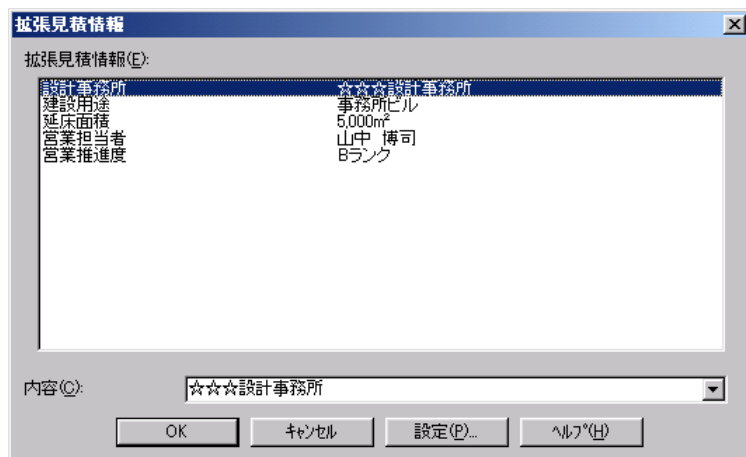 拡張見積情報
拡張見積情報(E):
設計事務所 ☆☆☆設計事務所
建設用途 事務所ビル
延床面積 5,000m²
営業担当者 山中 博司
営業推進度 Bランク
内容(C): ☆☆☆設計事務所
OK ｷｬﾝｾﾙ 設定(P)... ﾍﾙﾌﾟ(H)